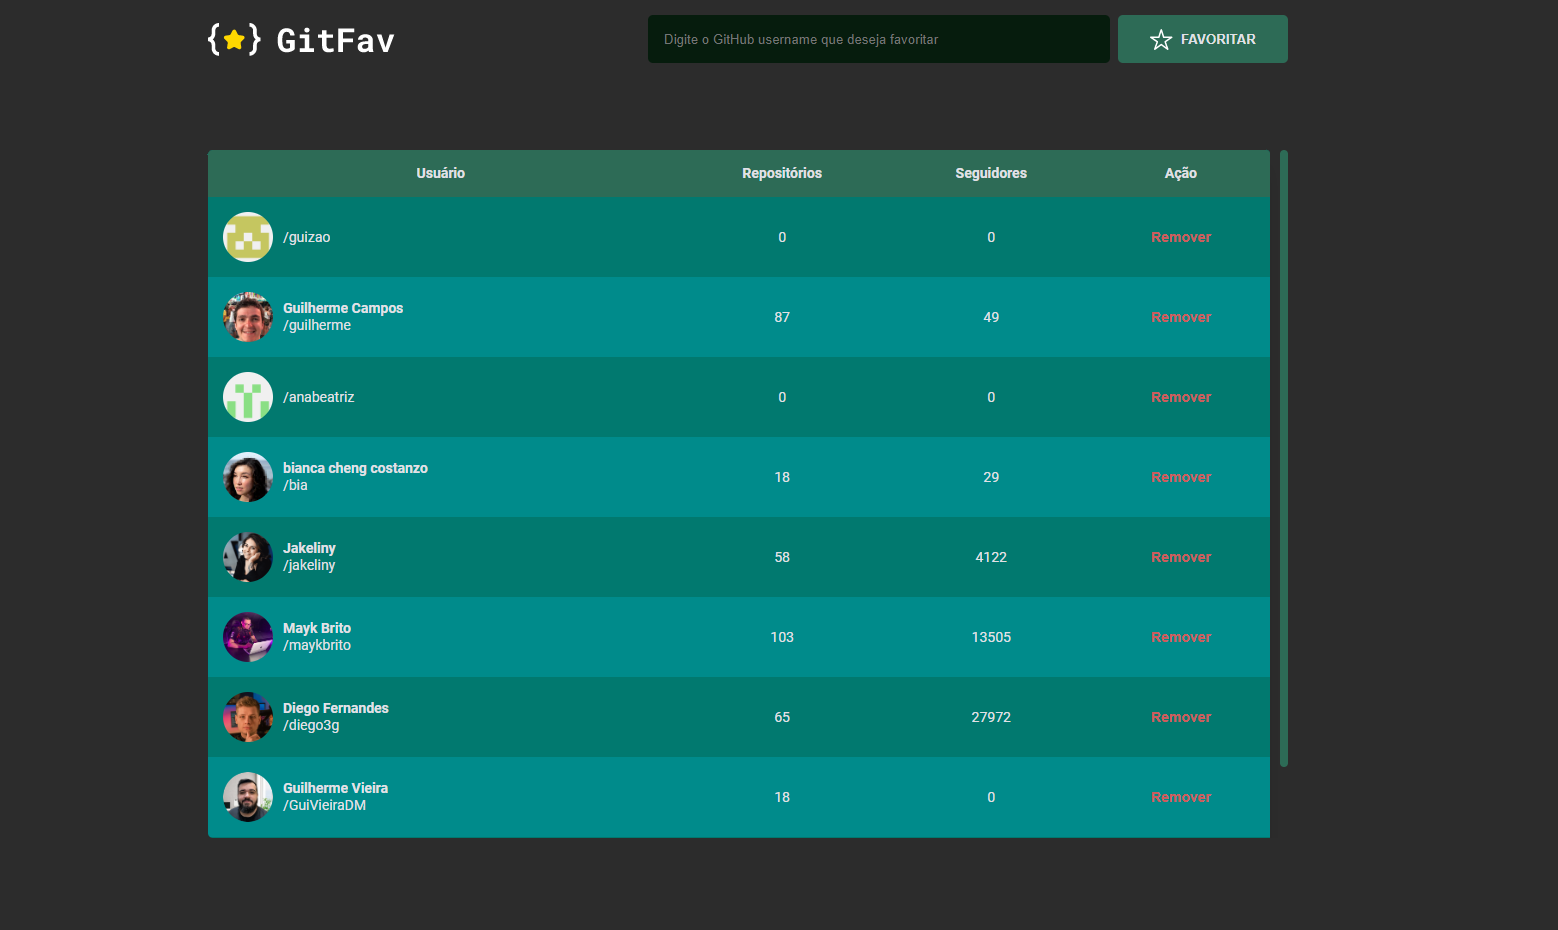 {★} GitFav
Digite o GitHub username que deseja favoritar
FAVORITAR
Usuário Repositórios Seguidores Ação
/guizao 0 0 Remover
Guilherme Campos
/guilherme 87 49 Remover
/anabeatriz 0 0 Remover
bianca cheng costanzo
/bia 18 29 Remover
Jakeliny
/jakeliny 58 4122 Remover
Mayk Brito
/maykbrito 103 13505 Remover
Diego Fernandes
/diego3g 65 27972 Remover
Guilherme Vieira
/GuiVieiraDM 18 0 Remover